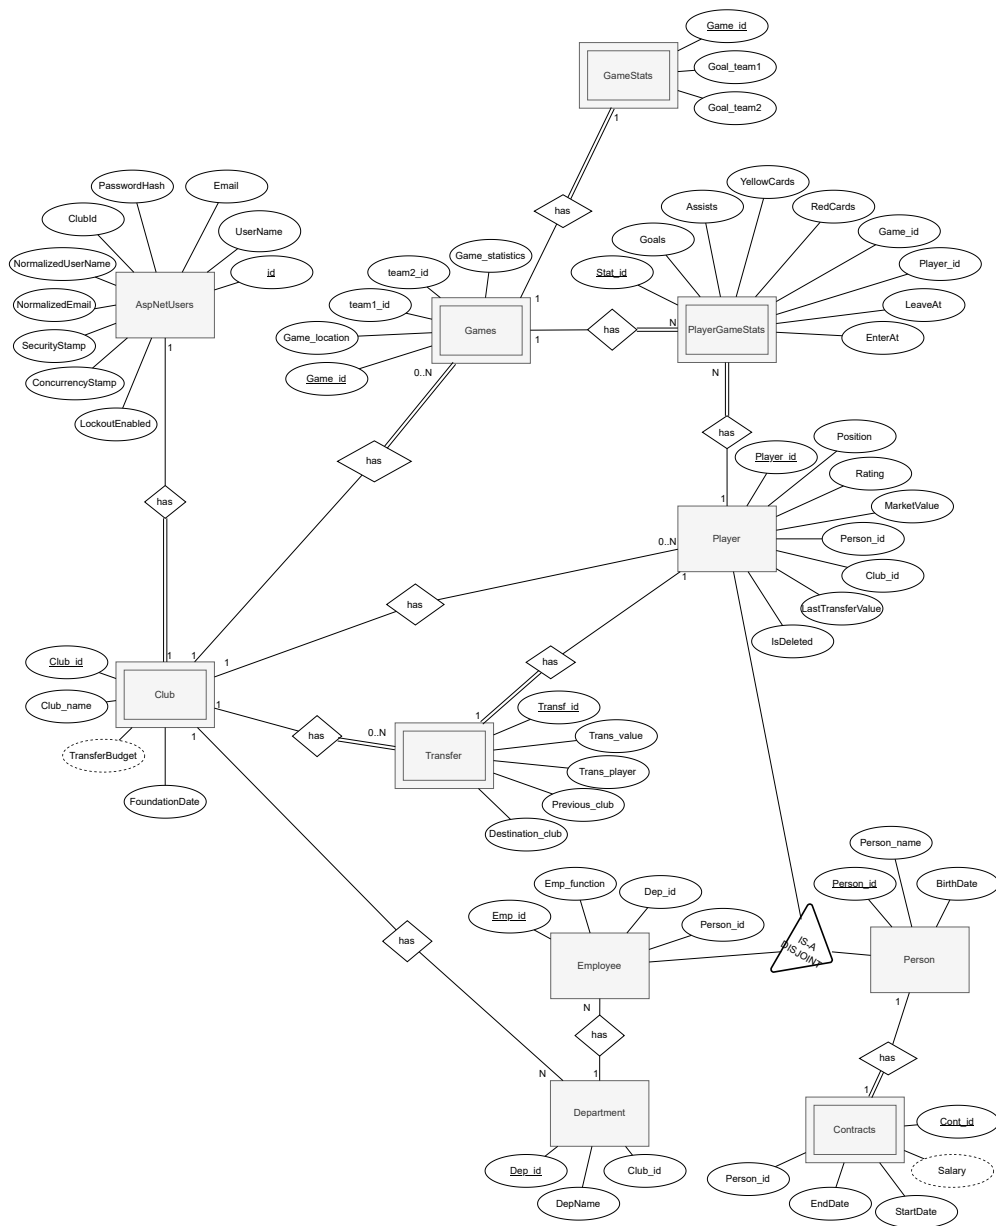 Game_id
GameStats
Goal_team1
Goal_team2
1
has
PasswordHash
Email
ClubId
UserName
NormalizedUserName
id
AspNetUsers
NormalizedEmail
SecurityStamp
ConcurrencyStamp
LockoutEnabled
1
has
1
Game_statistics
team2_id
team1_id
Game_location
Game_id
Games
1
1
0..N
has
1
has
N
YellowCards
Assists
RedCards
Goals
Game_id
Stat_id
Player_id
PlayerGameStats
LeaveAt
EnterAt
N
has
1
Player_id
Position
Rating
MarketValue
Player
Person_id
0..N
1
Club_id
LastTransferValue
IsDeleted
has
1
Club_id
Club
Club_name
TransferBudget
FoundationDate
1
1
has
0..N
has
1
Transf_id
Transfer
Trans_value
Trans_player
Previous_club
Destination_club
has
N
Emp_function
Dep_id
Emp_id
Person_id
Employee
N
has
1
Department
Dep_id
DepName
Club_id
IS-A
DISJOINT
Person_name
Person_id
BirthDate
Person
1
has
1
Contracts
Cont_id
Salary
Person_id
EndDate
StartDate